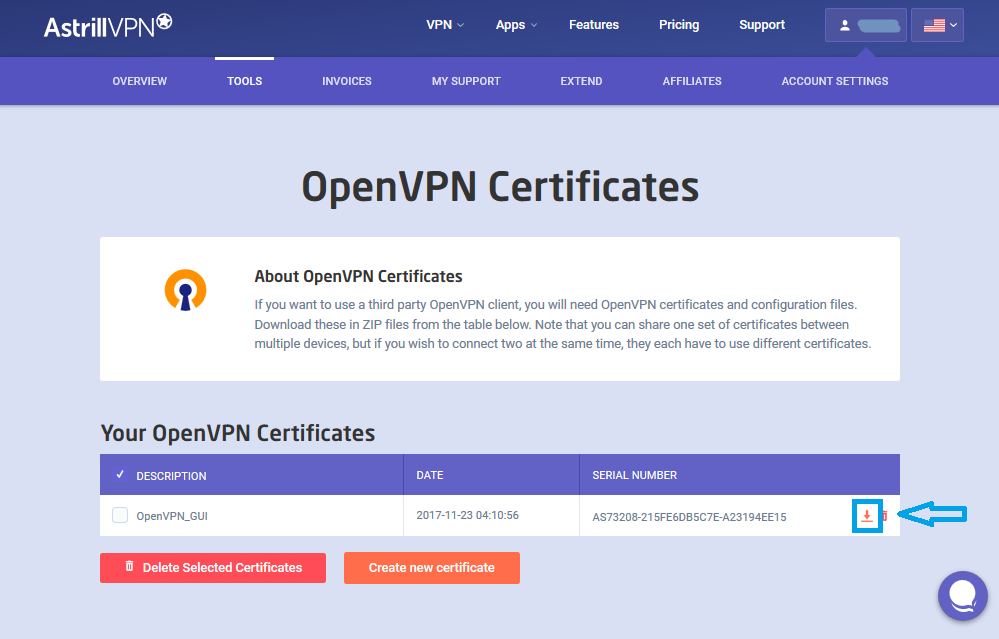 AstrillVPN
VPN Apps Features Pricing Support
OVERVIEW TOOLS INVOICES MY SUPPORT EXTEND AFFILIATES ACCOUNT SETTINGS
OpenVPN Certificates
About OpenVPN Certificates
If you want to use a third party OpenVPN client, you will need OpenVPN certificates and configuration files.
Download these in ZIP files from the table below. Note that you can share one set of certificates between
multiple devices, but if you wish to connect two at the same time, they each have to use different certificates.
Your OpenVPN Certificates
DESCRIPTION DATE SERIAL NUMBER
OpenVPN_GUI 2017-11-23 04:10:56 AS73208-215FE6DB5C7E-A23194EE15
Delete Selected Certificates Create new certificate